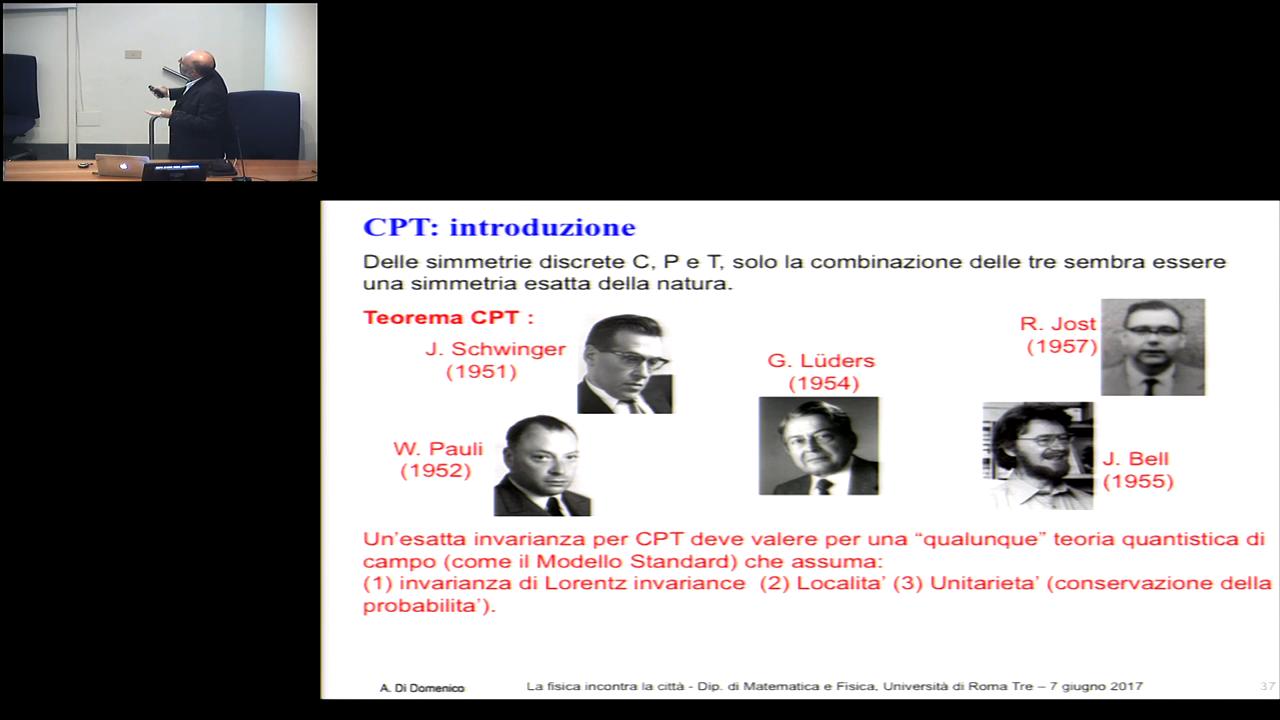 CPT: introduzione
Delle simmetrie discrete C, P e T, solo la combinazione delle tre sembra essere
una simmetria esatta della natura.
Teorema CPT :
J. Schwinger
(1951)
G. Lüders
(1954)
R. Jost
(1957)
W. Pauli
(1952)
J. Bell
(1955)
Un'esatta invarianza per CPT deve valere per una “qualunque” teoria quantistica di
campo (come il Modello Standard) che assuma:
(1) invarianza di Lorentz invariance (2) Localita’ (3) Unitarieta’ (conservazione della
probabilita’).
A. Di Domenico
La fisica incontra la città - Dip. di Matematica e Fisica, Università di Roma Tre – 7 giugno 2017
37